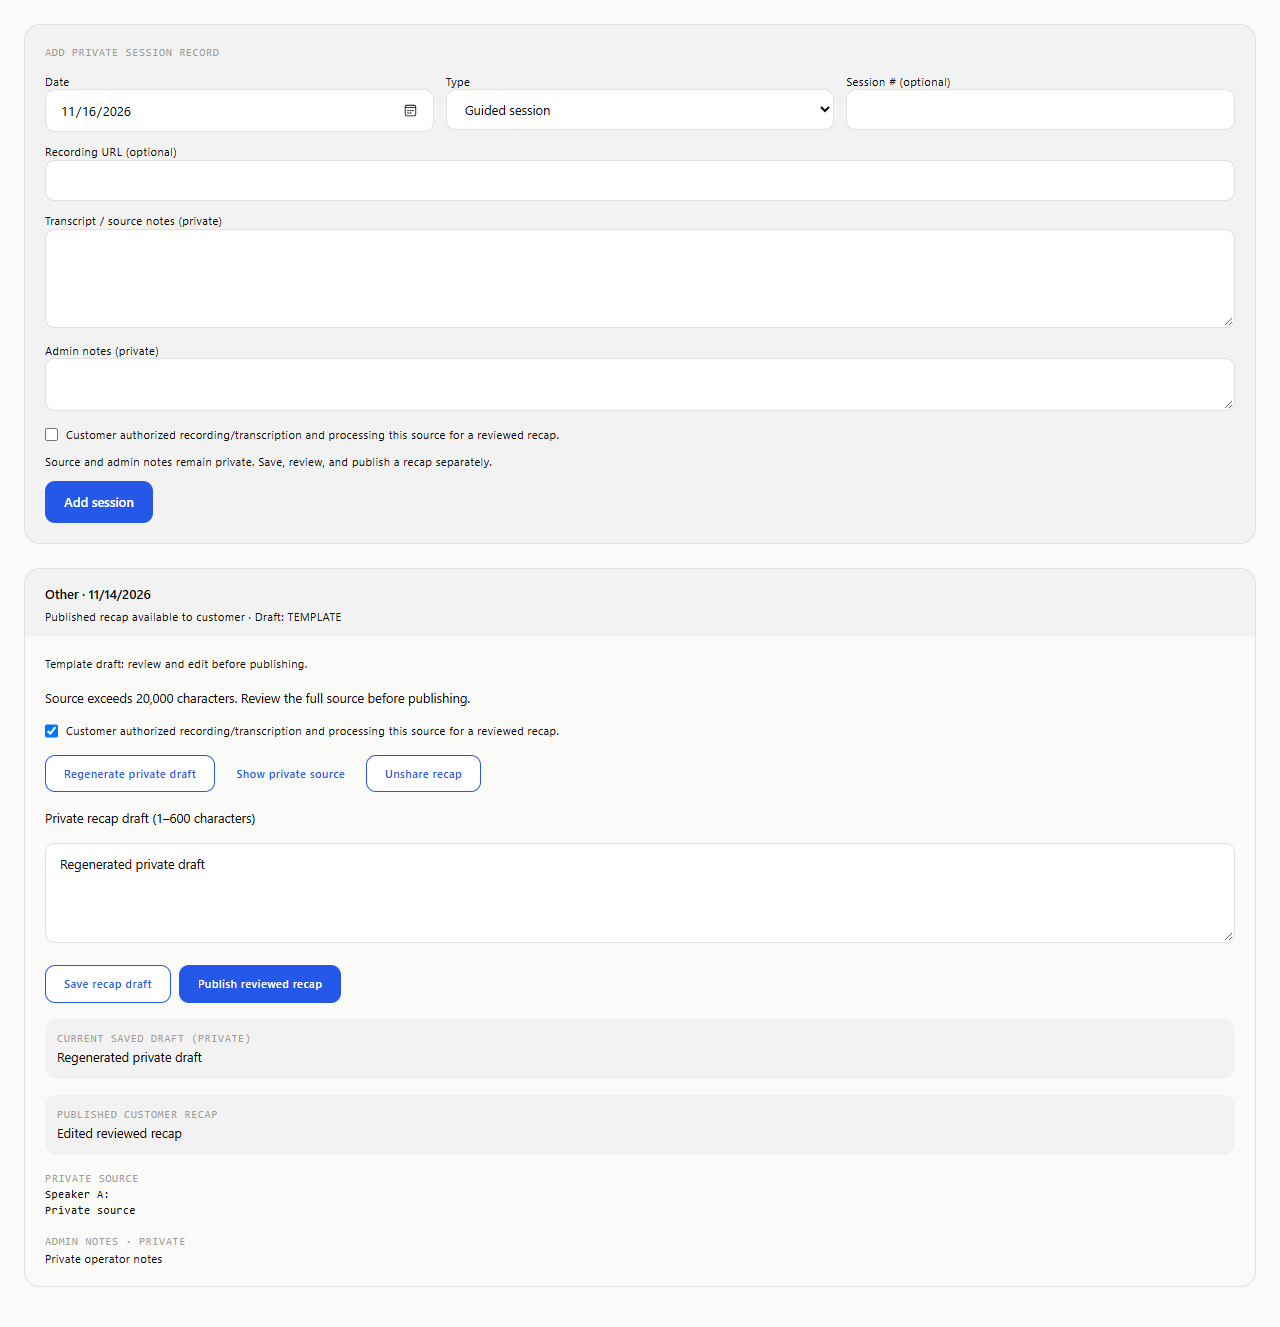 ADD PRIVATE SESSION RECORD
Date
Type
Session # (optional)
11/16/2026
Guided session
Recording URL (optional)
Transcript / source notes (private)
Admin notes (private)
Customer authorized recording/transcription and processing this source for a reviewed recap.
Source and admin notes remain private. Save, review, and publish a recap separately.
Add session
Other · 11/14/2026
Published recap available to customer · Draft: TEMPLATE
Template draft: review and edit before publishing.
Source exceeds 20,000 characters. Review the full source before publishing.
Customer authorized recording/transcription and processing this source for a reviewed recap.
Regenerate private draft
Show private source
Unshare recap
Private recap draft (1–600 characters)
Regenerated private draft
Save recap draft
Publish reviewed recap
CURRENT SAVED DRAFT (PRIVATE)
Regenerated private draft
PUBLISHED CUSTOMER RECAP
Edited reviewed recap
PRIVATE SOURCE
Speaker A:
Private source
ADMIN NOTES · PRIVATE
Private operator notes